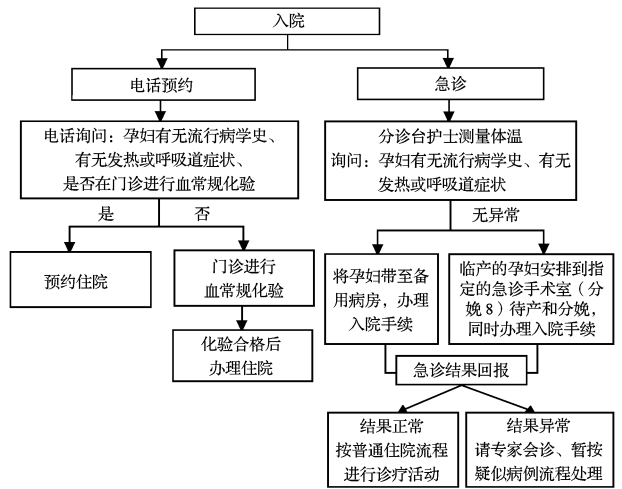 入院
电话预约
急诊
电话询问：孕妇有无流行病学史、
有无发热或呼吸道症状、
是否在门诊进行血常规化验
分诊台护士测量体温
询问：孕妇有无流行病学史、有无
发热或呼吸道症状
是
否
无异常
预约住院
门诊进行
血常规化验
将孕妇带至备
用病房，办理
入院手续
临产的孕妇安排到指
定的急诊手术室（分
娩8）待产和分娩，
同时办理入院手续
化验合格后
办理住院
急诊结果回报
结果正常
按普通住院流程
进行诊疗活动
结果异常
请专家会诊、暂按
疑似病例流程处理